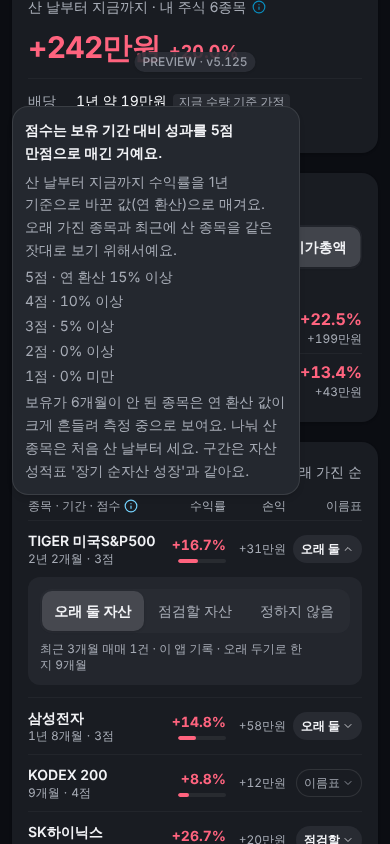 산 날부터 지금까지 · 내 주식 6종목
+242만원 +20.0%
PREVIEW · v5.125
배당 1년 약 19만원 지금 수량 기준 가정
점수는 보유 기간 대비 성과를 5점
만점으로 매긴 거예요.
산 날부터 지금까지 수익률을 1년
기준으로 바꾼 값(연 환산)으로 매겨요.
오래 가진 종목과 최근에 산 종목을 같은
잣대로 보기 위해서예요.
5점 · 연 환산 15% 이상
4점 · 10% 이상
3점 · 5% 이상
2점 · 0% 이상
1점 · 0% 미만
보유가 6개월이 안 된 종목은 연 환산 값이
크게 흔들려 측정 중으로 보여요. 나눠 산
종목은 처음 산 날부터 세요. 구간은 자산
성적표 '장기 순자산 성장'과 같아요.
가총액
+22.5%
+199만원
+13.4%
+43만원
래 가진 순
종목 · 기간 · 점수 수익률 손익 이름표
TIGER 미국S&P500 +16.7% +31만원 오래 둘
2년 2개월 · 3점
오래 둘 자산 점검할 자산 정하지 않음
최근 3개월 매매 1건 · 이 앱 기록 · 오래 두기로 한
지 9개월
삼성전자 +14.8% +58만원 오래 둘
1년 8개월 · 3점
KODEX 200 +8.8% +12만원 이름표
9개월 · 4점
SK하이닉스 +26.7% +20만원 점검할